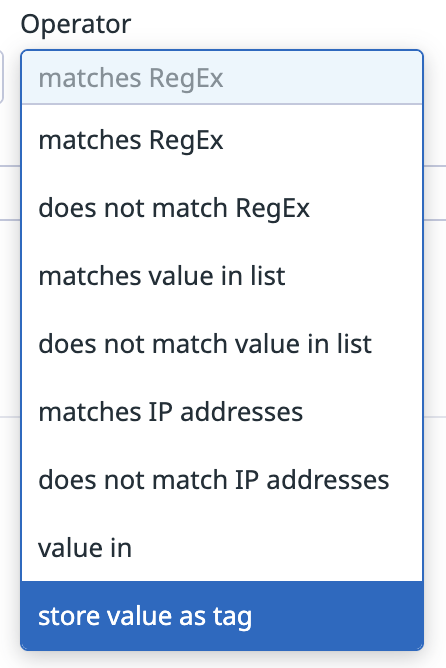 Operator
matches RegEx
matches RegEx
does not match RegEx
matches value in list
does not match value in list
matches IP addresses
does not match IP addresses
value in
store value as tag